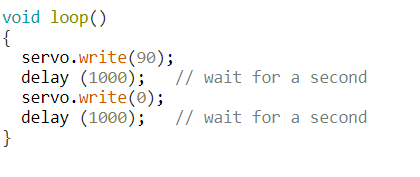 void loop()
{
  servo.write(90);
  delay (1000);   // wait for a second
  servo.write(0);
  delay (1000);   // wait for a second
}